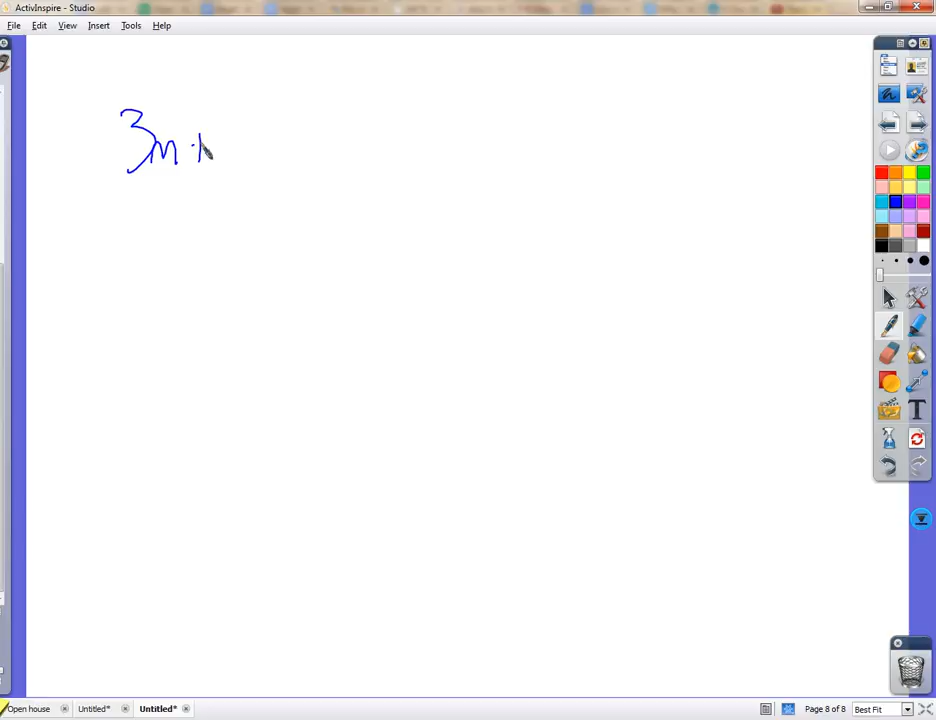 ActivInspire - Studio
File Edit View Insert Tools Help
3m +
Open house Untitled* Untitled* Page 8 of 8 Best Fit